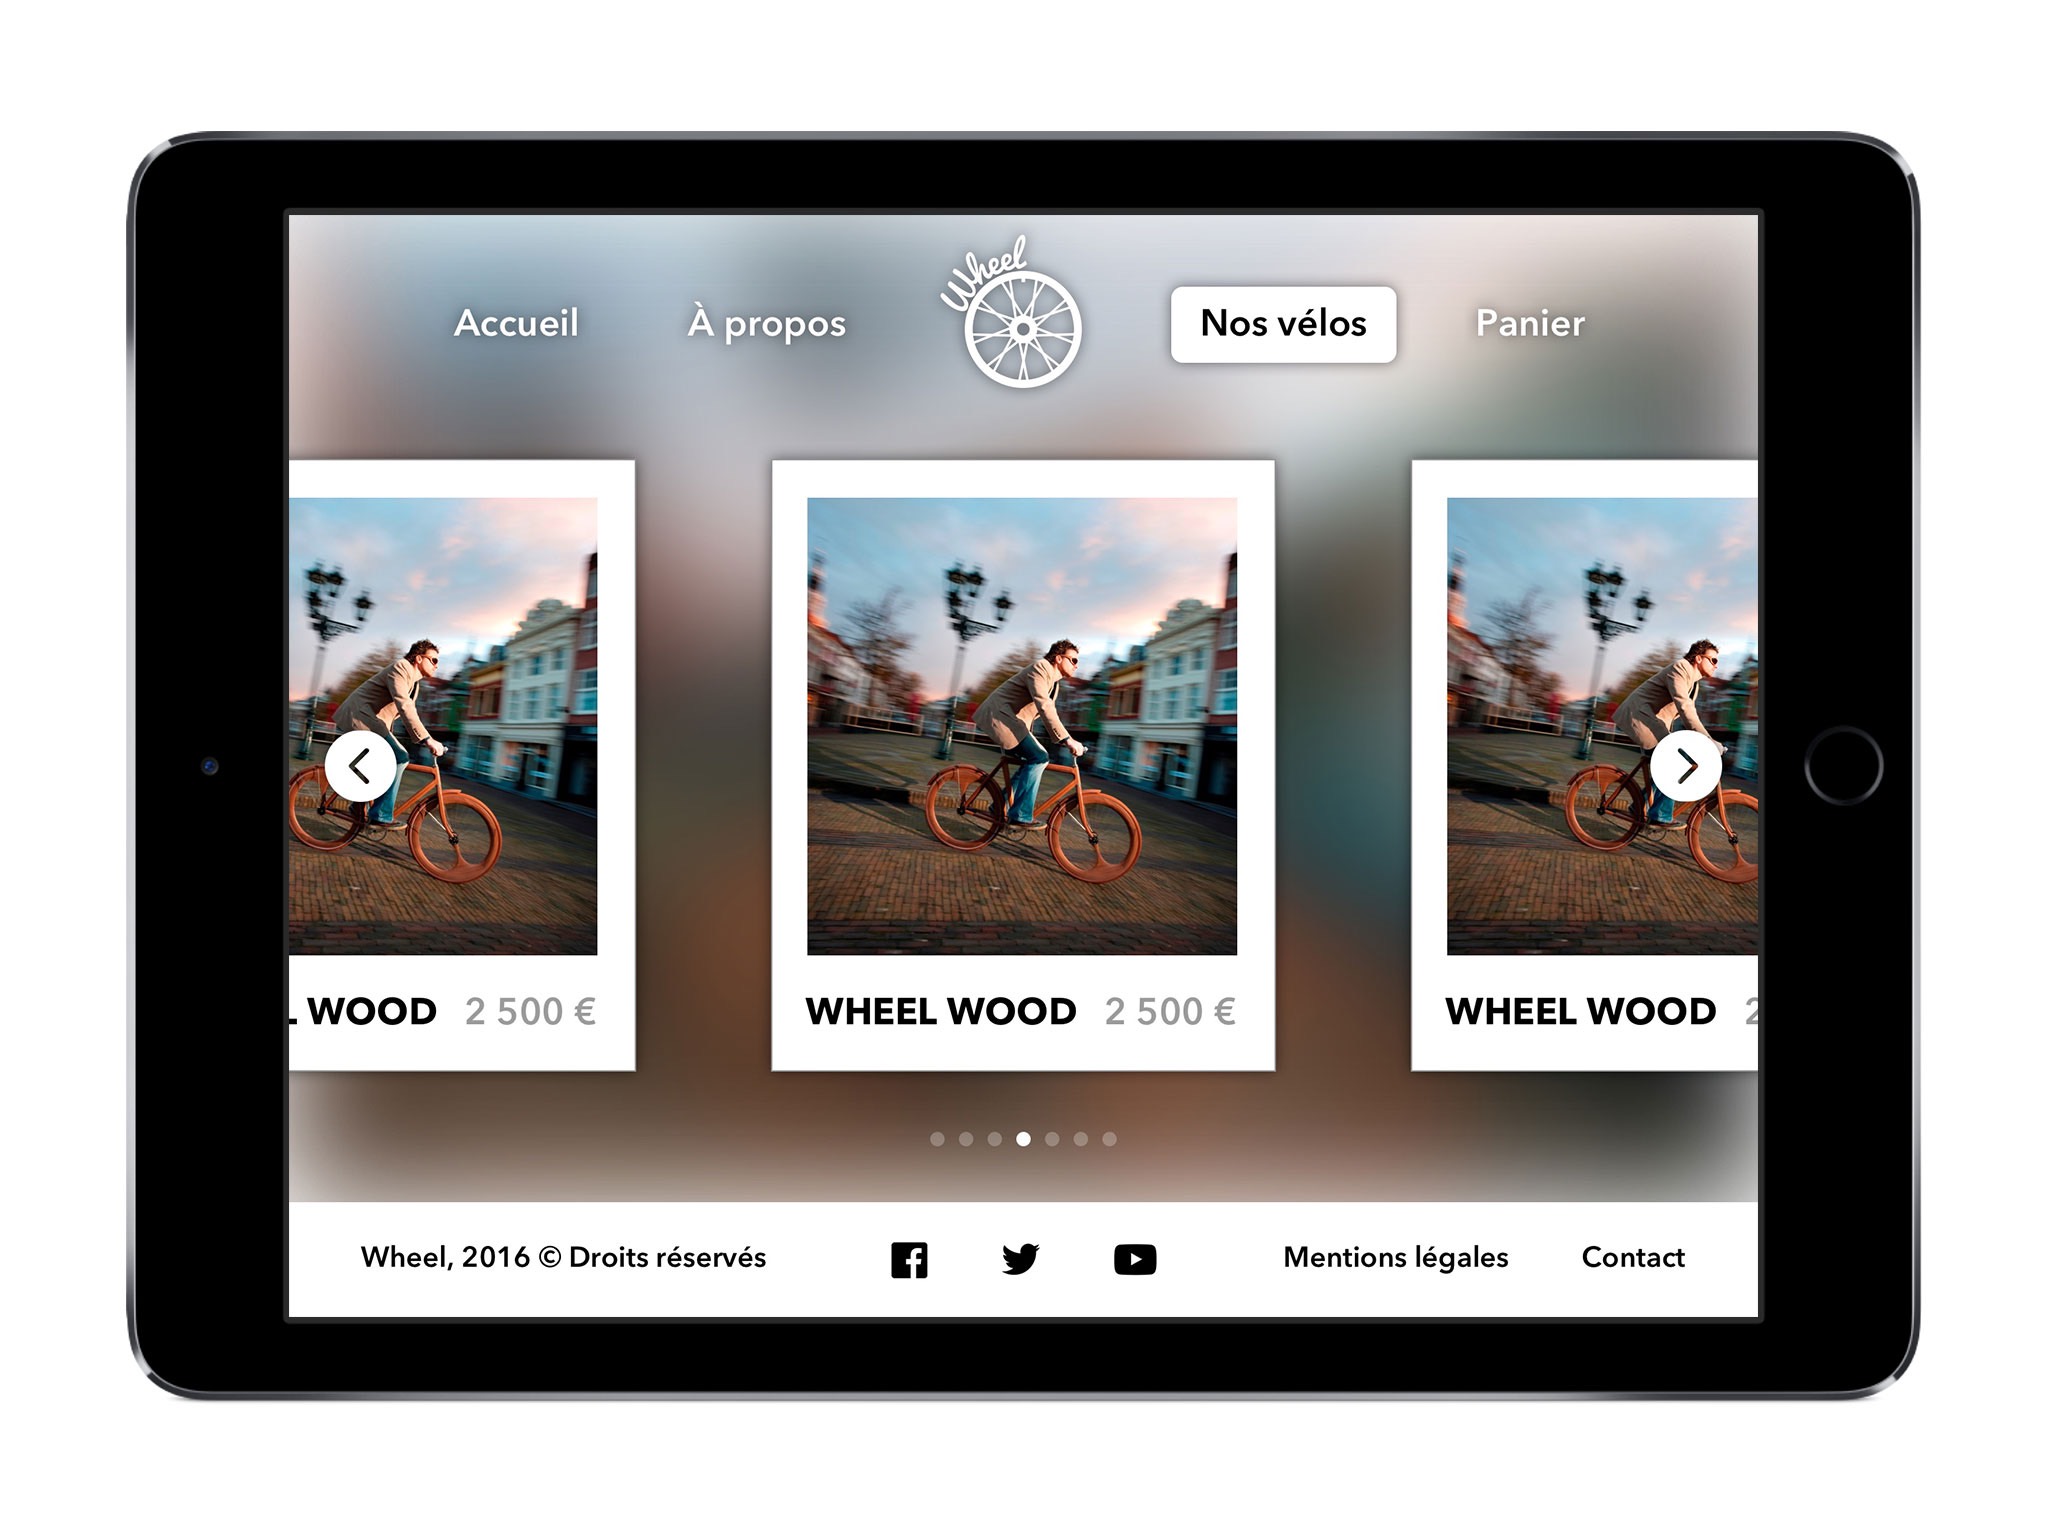 Wheel
Accueil
À propos
Nos vélos
Panier
L WOOD 2 500 €
WHEEL WOOD 2 500 €
WHEEL WOOD 2
Wheel, 2016 © Droits réservés
Mentions légales
Contact